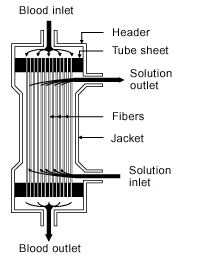 Blood inlet
Header
Tube sheet
Solution
outlet
Fibers
Jacket
Solution
inlet
Blood outlet